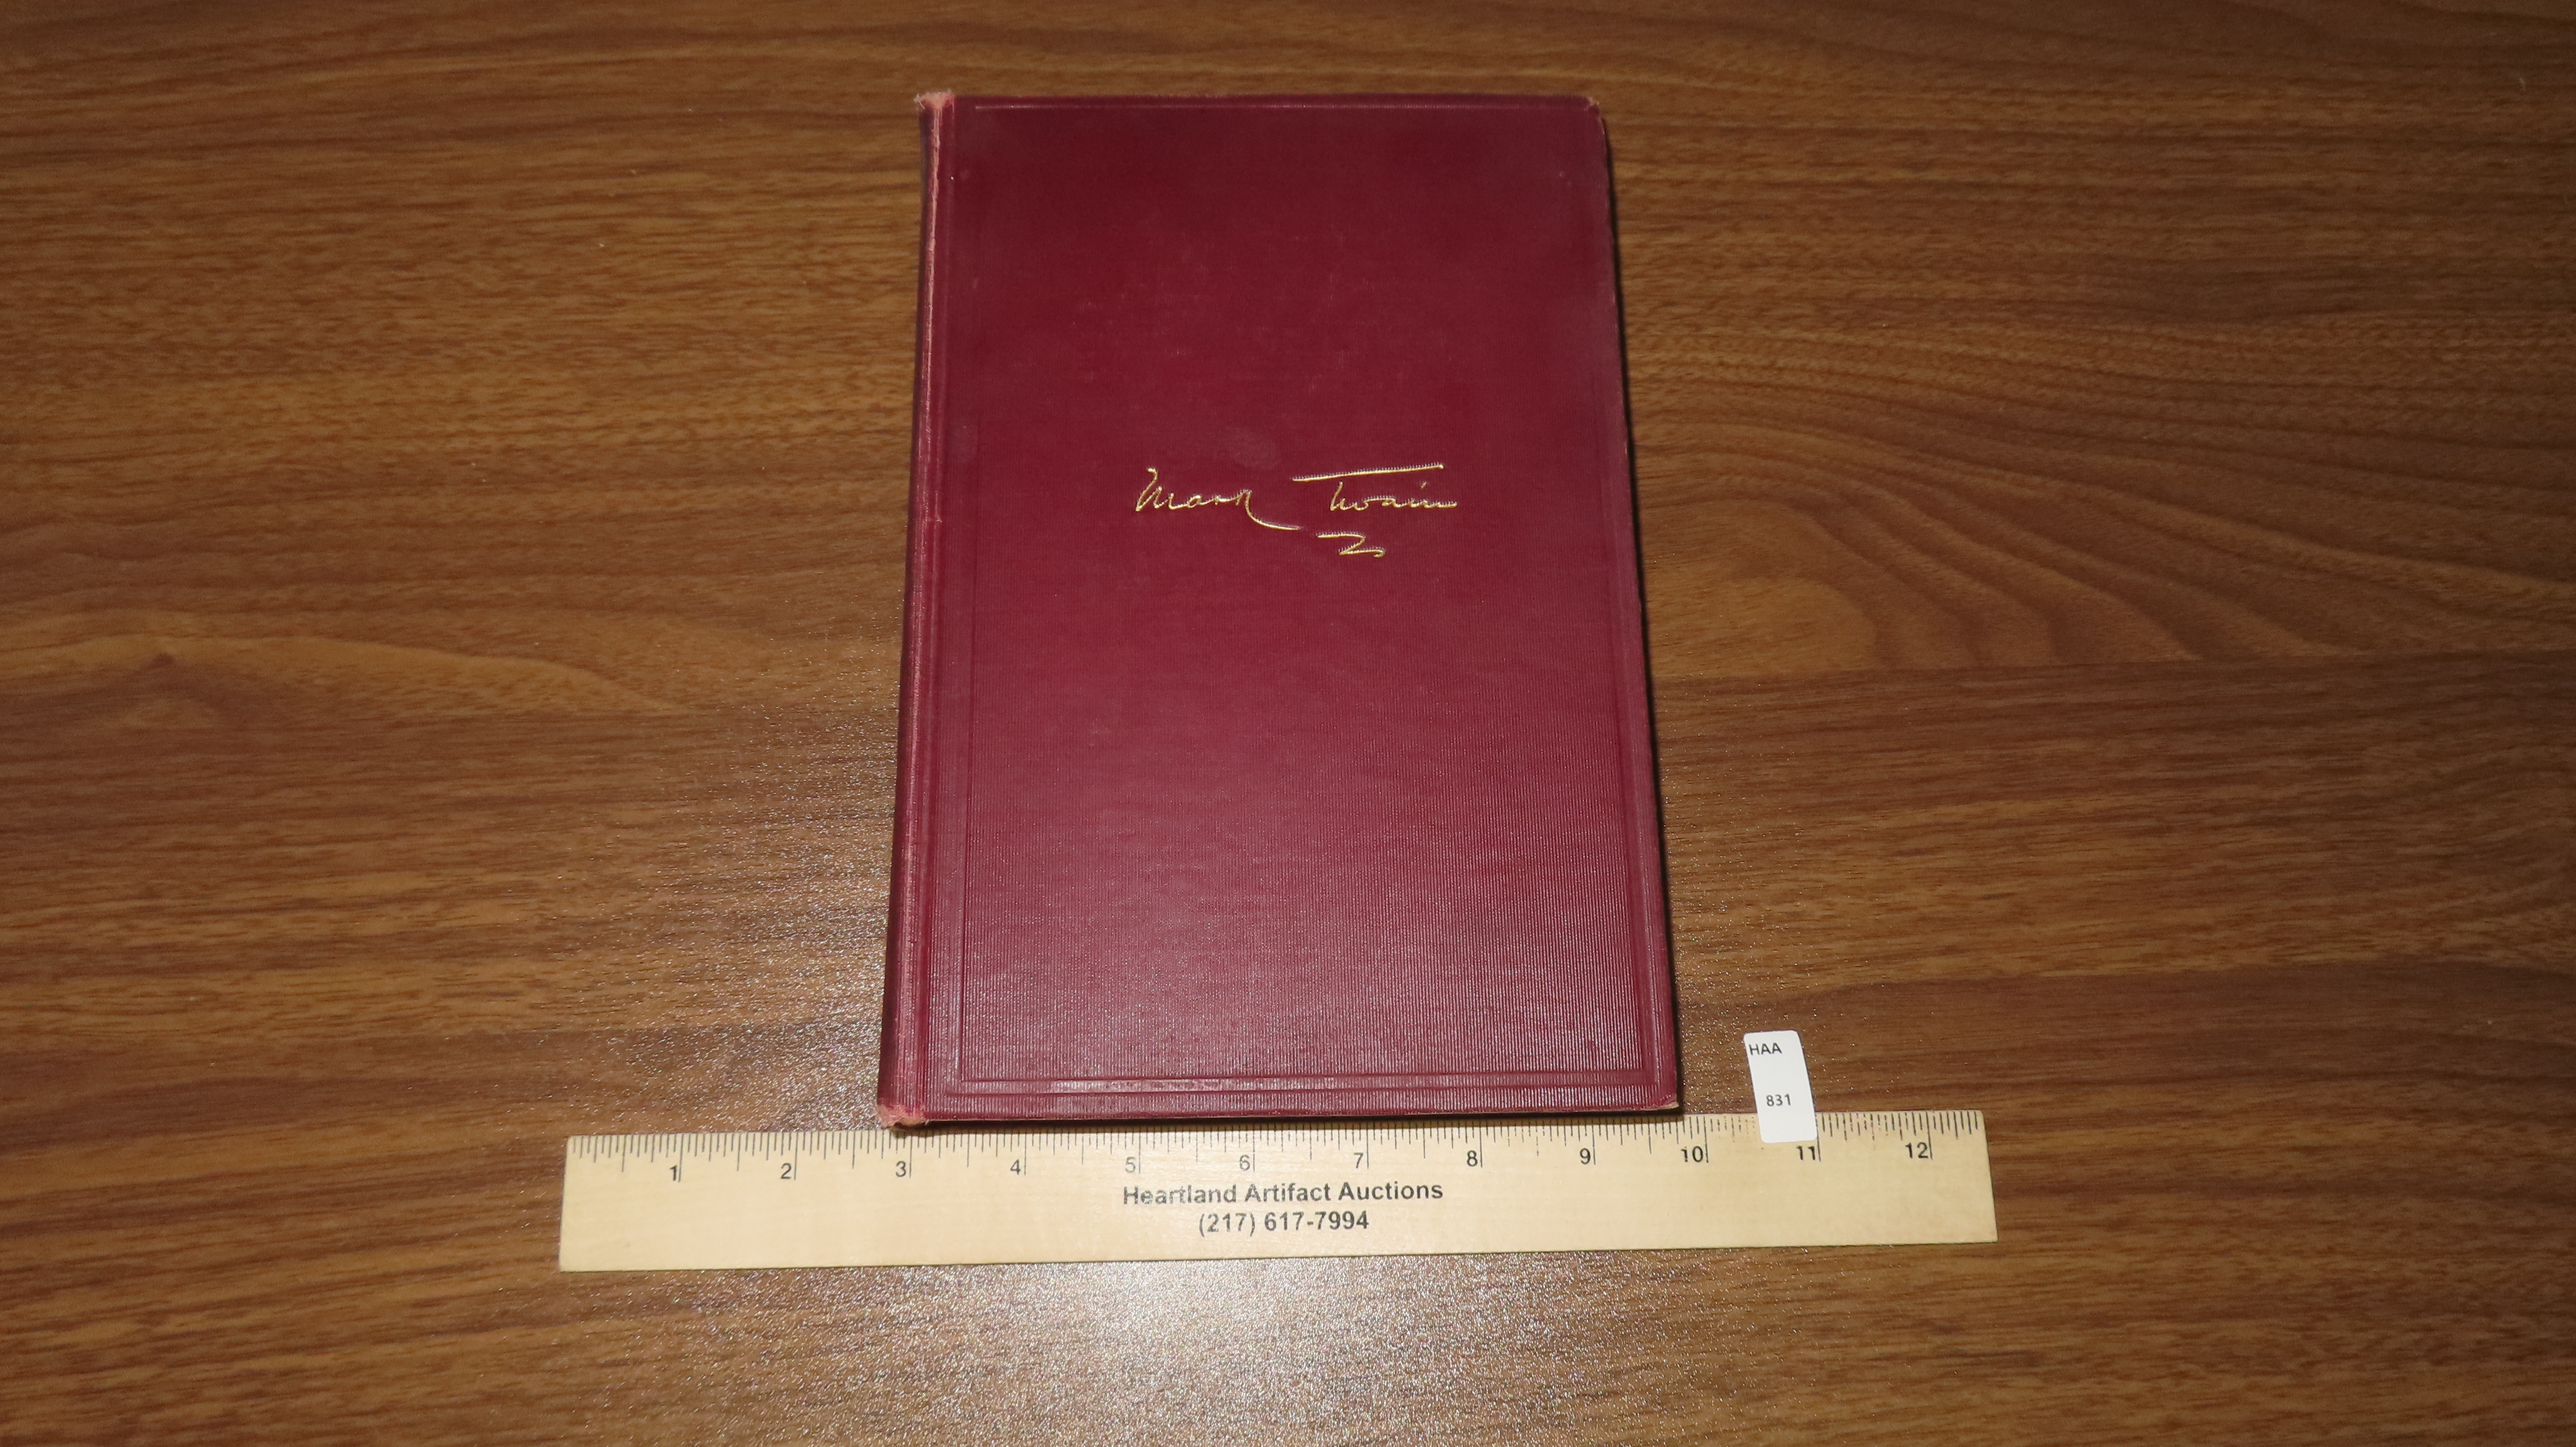 Mark Twain
HAA
831
1 2 3 4 5 6 7 8 9 10 11 12
Heartland Artifact Auctions
(217) 617-7994